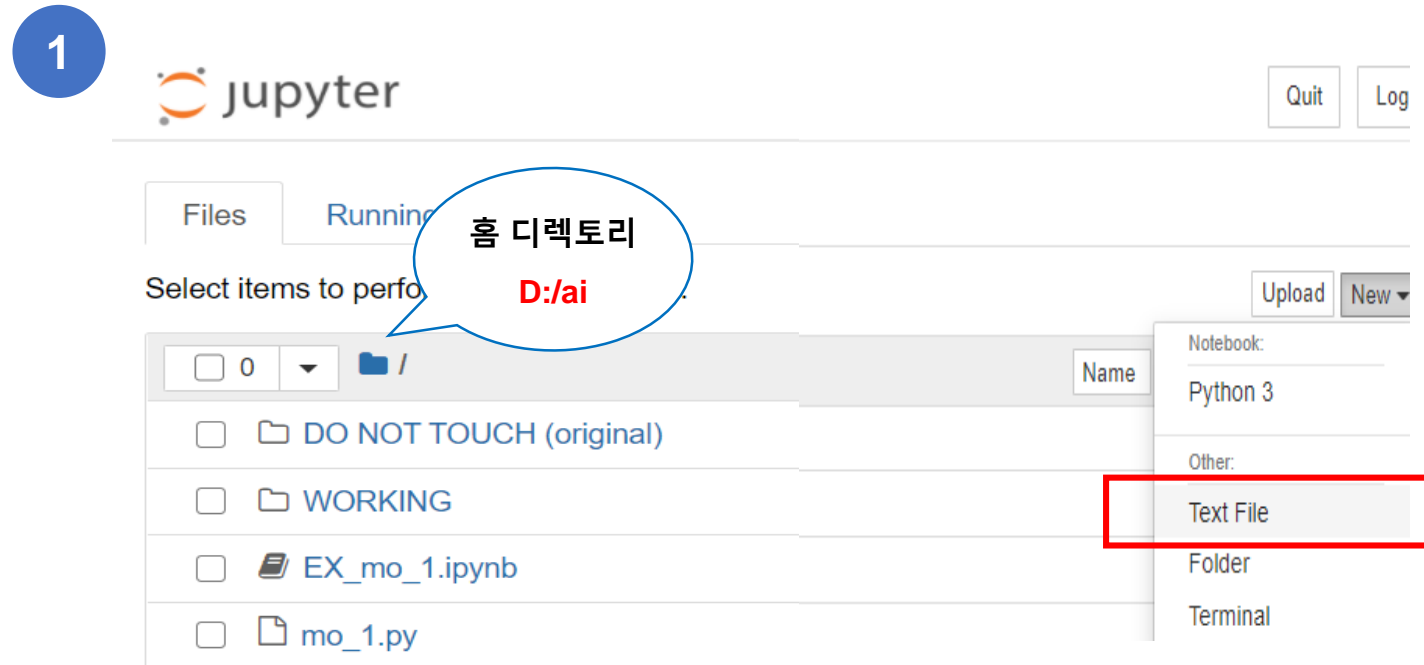 1
jupyter
Quit
Log
Files
Running
홈 디렉토리
D:/ai
Select items to perfo
Upload
New
0
/
Name
Notebook:
Python 3
DO NOT TOUCH (original)
Other:
WORKING
Text File
EX_mo_1.ipynb
Folder
mo_1.py
Terminal